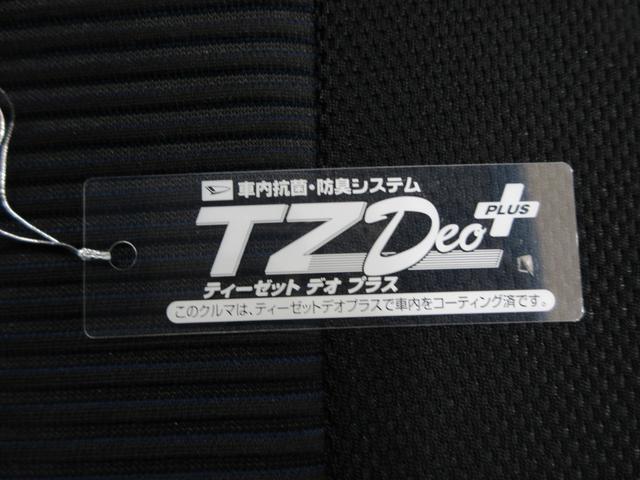 車内抗菌・防臭システム
TZDeo PLUS
ティーゼット デオ プラス
このクルマは、ティーゼットデオプラスで車内をコーティング済です。